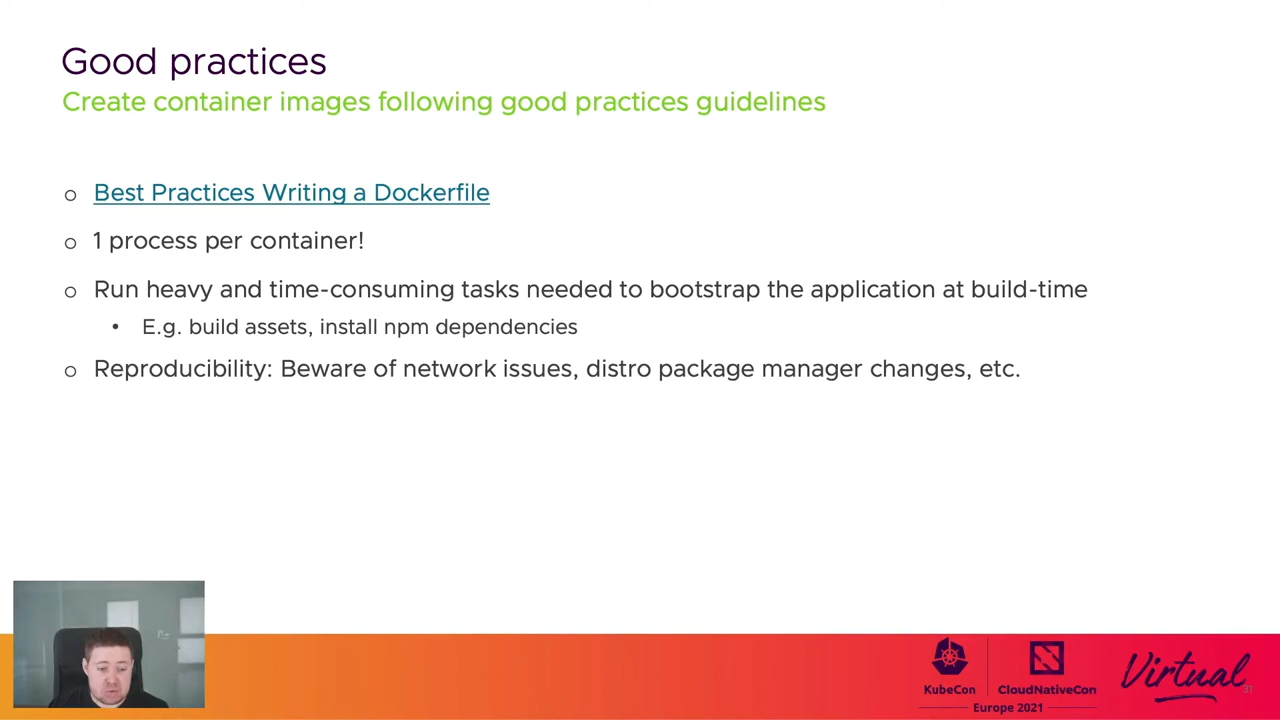 Good practices
Create container images following good practices guidelines
Best Practices Writing a Dockerfile
1 process per container!
Run heavy and time-consuming tasks needed to bootstrap the application at build-time
E.g. build assets, install npm dependencies
Reproducibility: Beware of network issues, distro package manager changes, etc.
KubeCon
CloudNativeCon
Europe 2021
Virtual
31